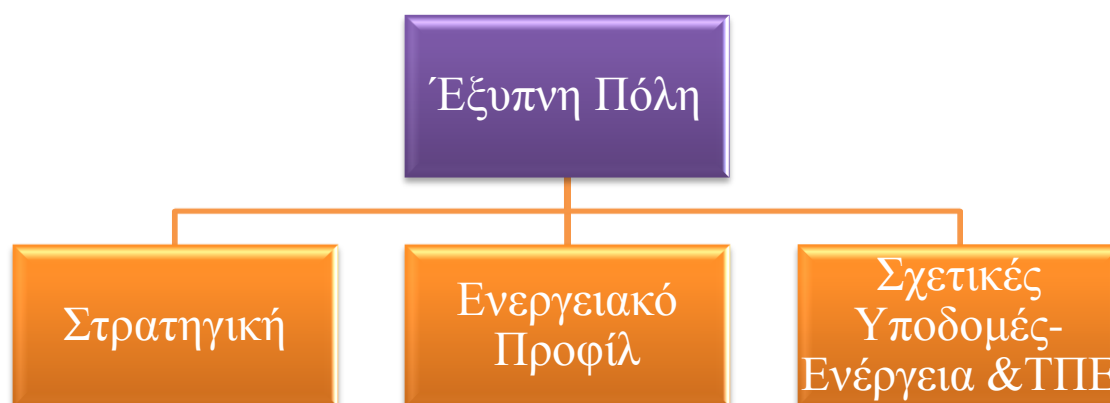 Έξυπνη Πόλη
Στρατηγική
Ενεργειακό
Προφίλ
Σχετικές
Υποδομές-
Ενέργεια &ΤΠΕ